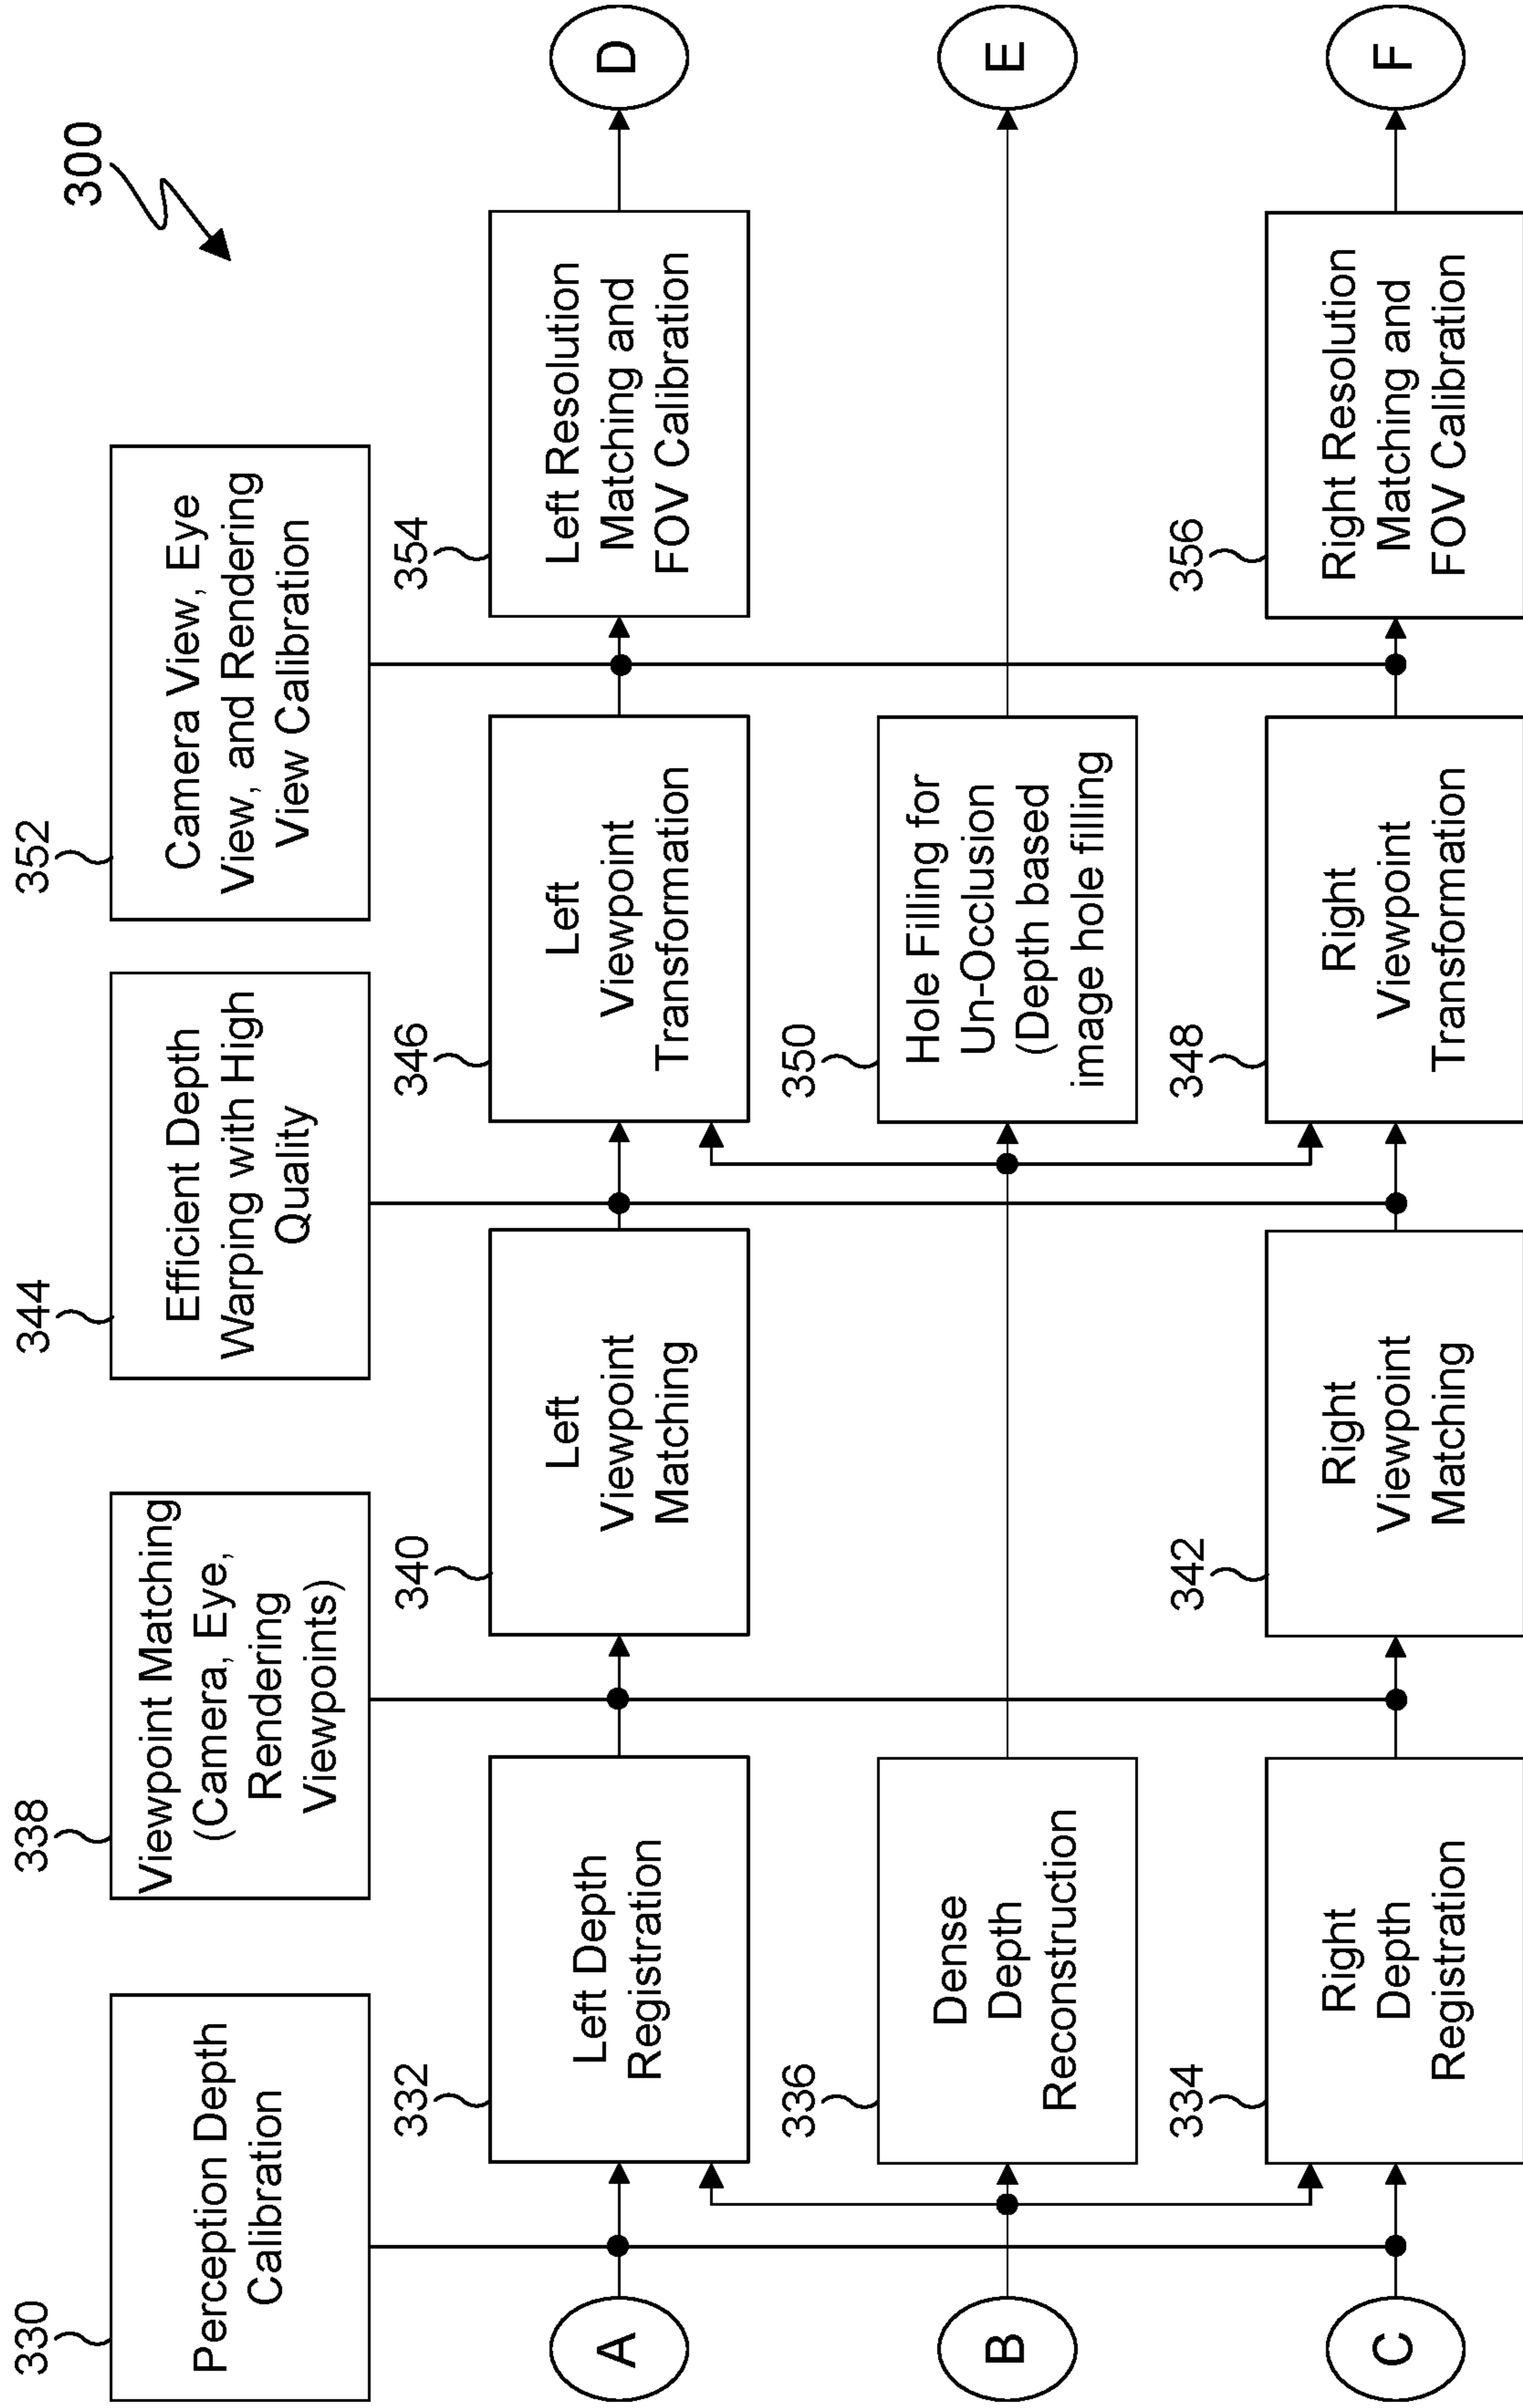 300
330
Perception Depth
Calibration
338
Viewpoint Matching
(Camera, Eye,
Rendering
Viewpoints)
344
Efficient Depth
Warping with High
Quality
352
Camera View, Eye
View, and Rendering
View Calibration
A
332
Left Depth
Registration
340
Left
Viewpoint
Matching
346
Left
Viewpoint
Transformation
354
Left Resolution
Matching and
FOV Calibration
D
B
336
Dense
Depth
Reconstruction
350
Hole Filling for
Un-Occlusion
(Depth based
image hole filling
E
C
334
Right
Depth
Registration
342
Right
Viewpoint
Matching
348
Right
Viewpoint
Transformation
356
Right Resolution
Matching and
FOV Calibration
F